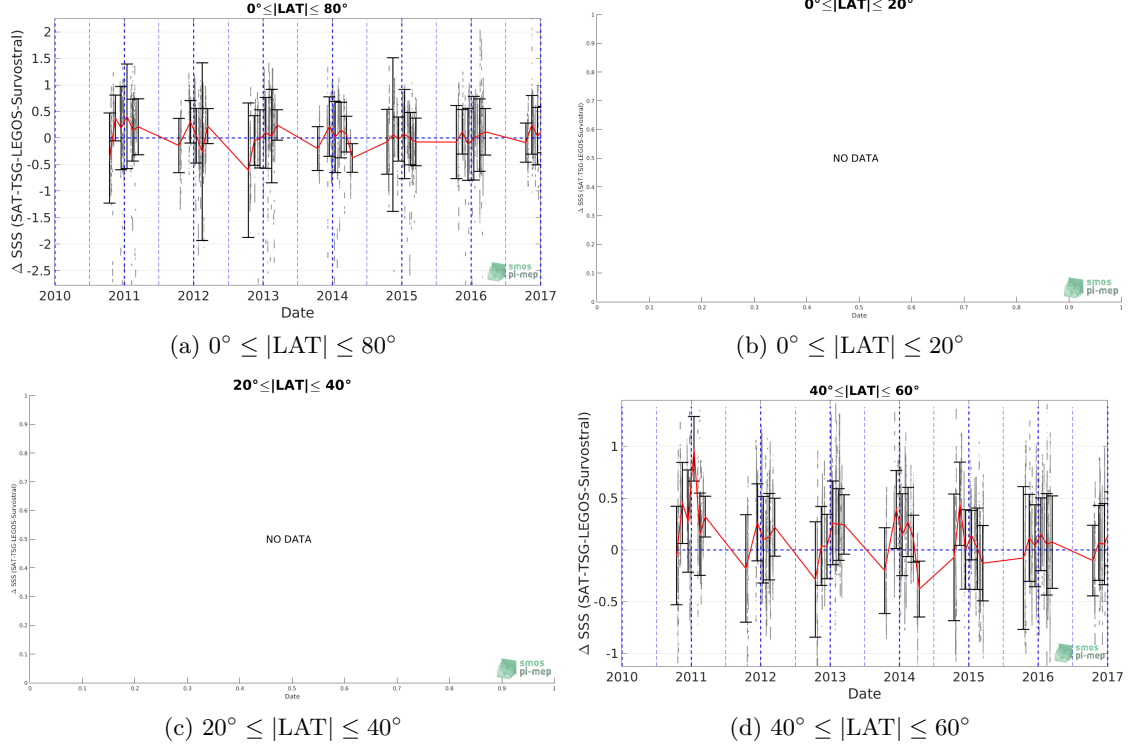 0°≤|LAT|≤ 80°
Δ SSS (SAT-TSG-LEGOS-Survostral)
2
1.5
1
0.5
0
-0.5
-1
-1.5
-2
-2.5
2010 2011 2012 2013 2014 2015 2016 2017
Date
smos
pi-mep
(a) 0° ≤ |LAT| ≤ 80°
0°≤|LAT|≤ 20°
Δ SSS (SAT-TSG-LEGOS-Survostral)
1
0.9
0.8
0.7
0.6
0.5
0.4
0.3
0.2
0.1
0
NO DATA
0 0.1 0.2 0.3 0.4 0.5 0.6 0.7 0.8 0.9 1
Date
smos
pi-mep
(b) 0° ≤ |LAT| ≤ 20°
20°≤|LAT|≤ 40°
Δ SSS (SAT-TSG-LEGOS-Survostral)
1
0.9
0.8
0.7
0.6
0.5
0.4
0.3
0.2
0.1
0
NO DATA
0 0.1 0.2 0.3 0.4 0.5 0.6 0.7 0.8 0.9 1
Date
smos
pi-mep
(c) 20° ≤ |LAT| ≤ 40°
40°≤|LAT|≤ 60°
Δ SSS (SAT-TSG-LEGOS-Survostral)
1
0.5
0
-0.5
-1
2010 2011 2012 2013 2014 2015 2016 2017
Date
smos
pi-mep
(d) 40° ≤ |LAT| ≤ 60°